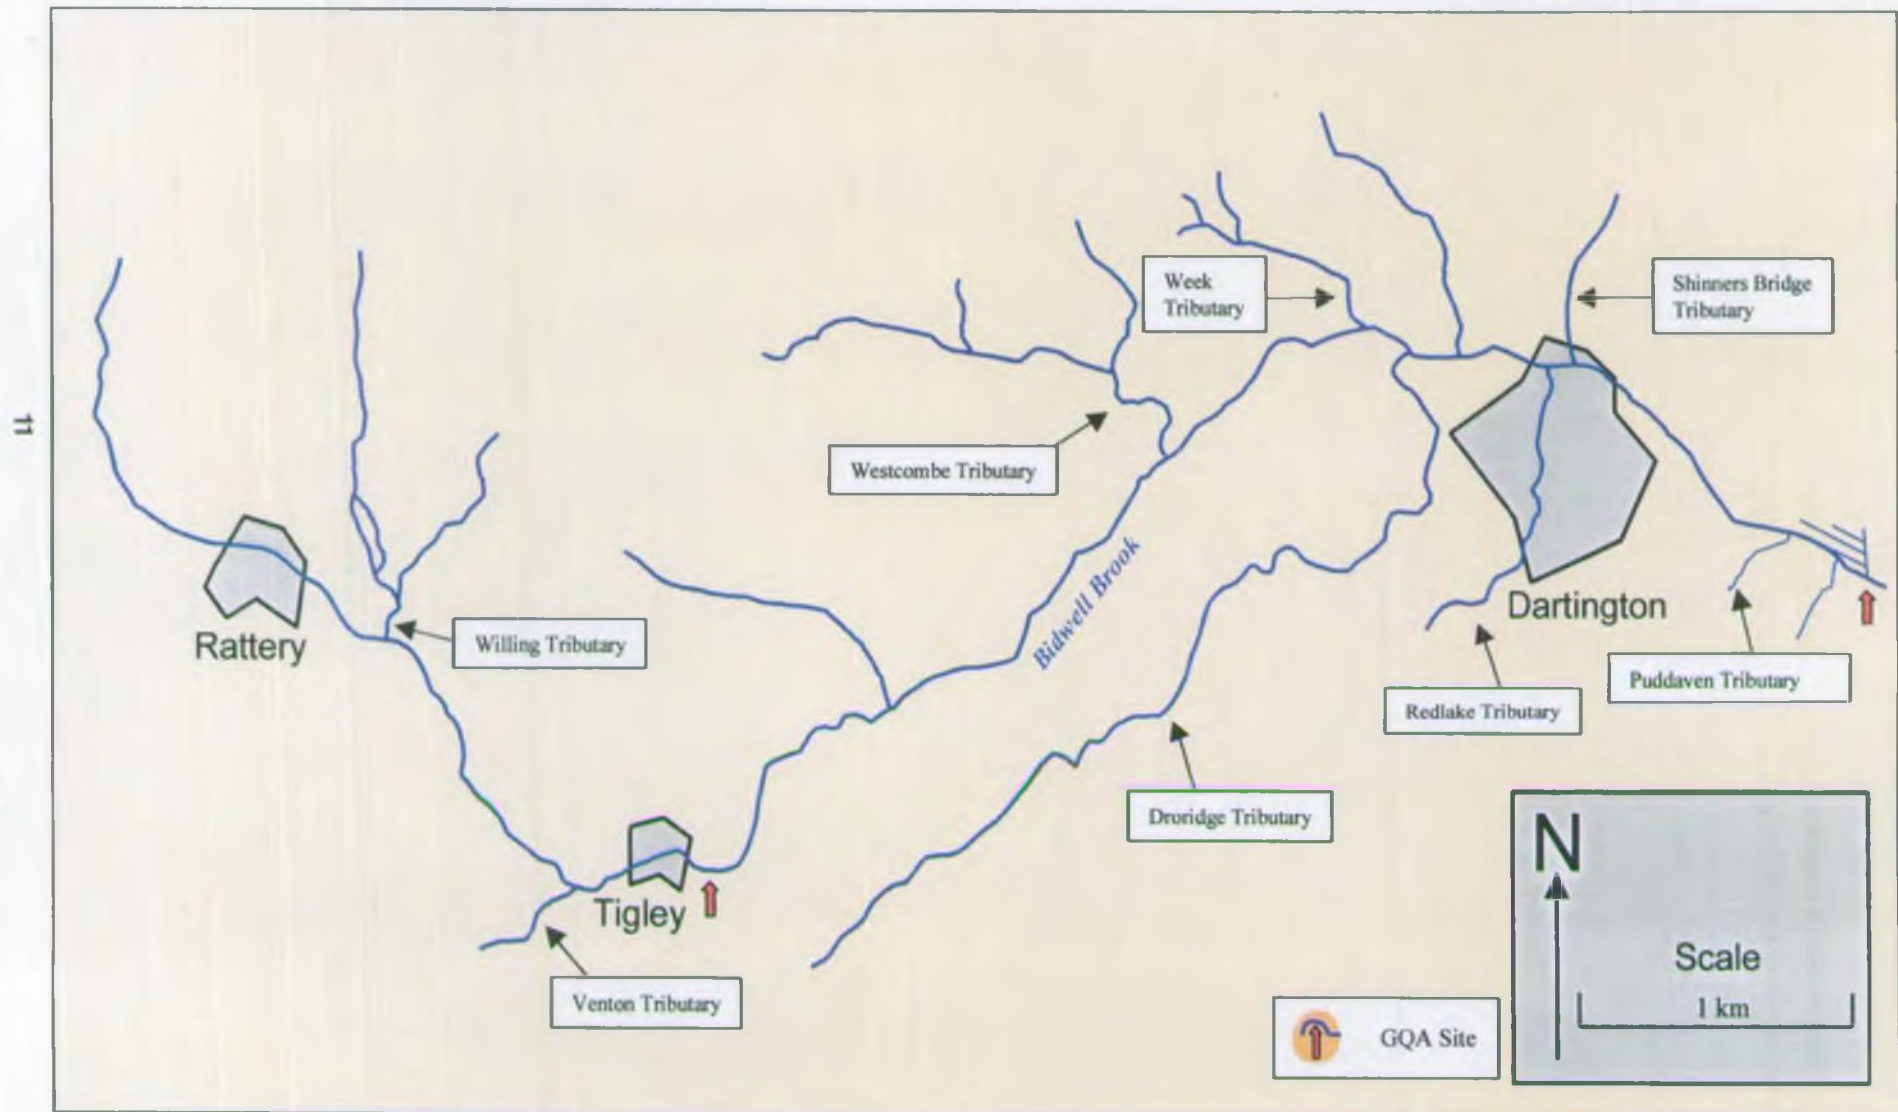 11
Week
Tributary
Shinners Bridge
Tributary
Westcombe Tributary
Bidwell Brook
Rattery
Willing Tributary
Dartington
Puddaven Tributary
Redlake Tributary
Droridge Tributary
Tigley
Venton Tributary
N
Scale
1 km
GQA Site